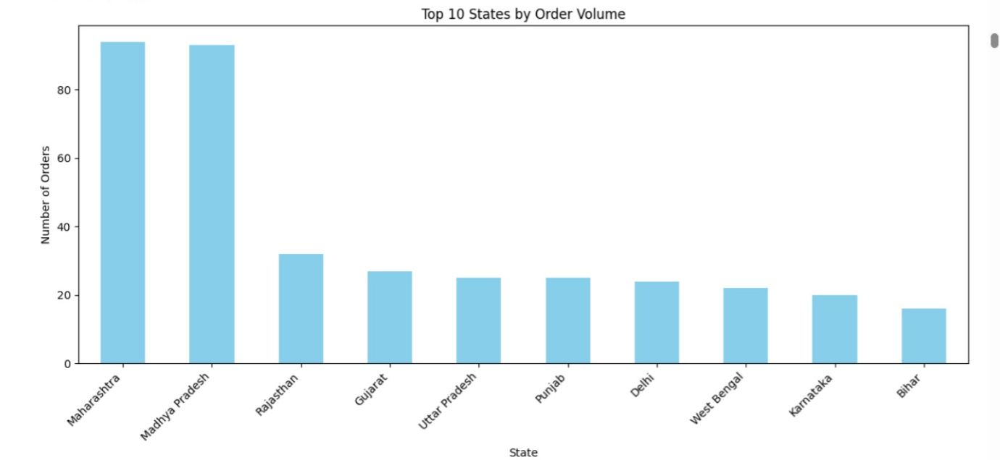 Top 10 States by Order Volume
Number of Orders
80
60
40
20
0
Maharashtra
Madhya Pradesh
Rajasthan
Gujarat
Uttar Pradesh
Punjab
Delhi
West Bengal
Karnataka
Bihar
State